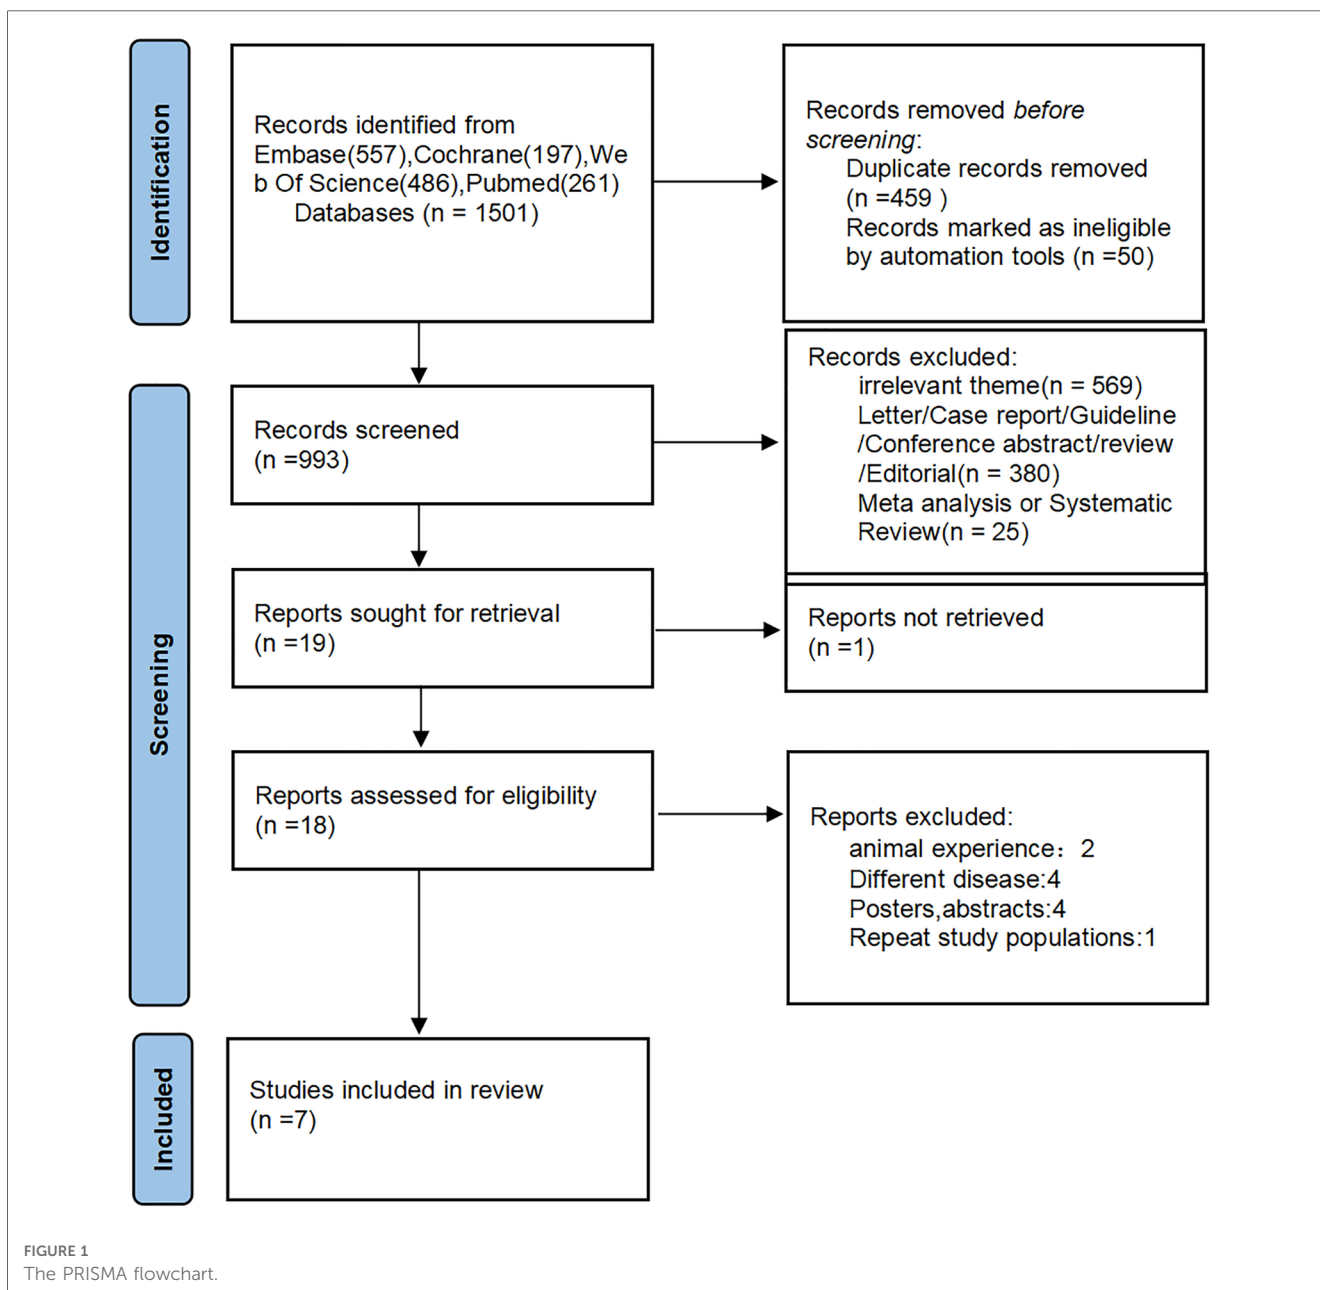 Identification
Records identified from
Embase(557),Cochrane(197),We
b Of Science(486),Pubmed(261)
Databases (n = 1501)
Records removed before
screening:
Duplicate records removed
(n =459 )
Records marked as ineligible
by automation tools (n =50)
Screening
Records screened
(n =993)
Records excluded:
irrelevant theme(n = 569)
Letter/Case report/Guideline
/Conference abstract/review
/Editorial(n = 380)
Meta analysis or Systematic
Review(n = 25)
Reports sought for retrieval
(n =19)
Reports not retrieved
(n =1)
Reports assessed for eligibility
(n =18)
Reports excluded:
animal experience：2
Different disease:4
Posters,abstracts:4
Repeat study populations:1
Included
Studies included in review
(n =7)
FIGURE 1
The PRISMA flowchart.